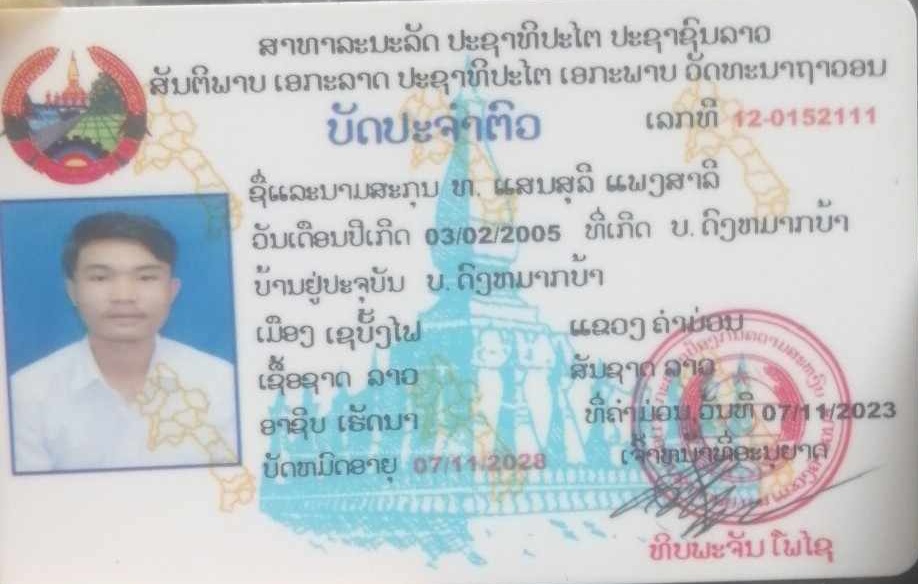 ສາທາລະນະລັດ ປະຊາທິປະໄຕ ປະຊາຊົນລາວ
ສັນຕິພາບ ເອກະລາດ ປະຊາທິປະໄຕ ເອກະພາບ ວັດທະນາຖາວອນ
ບັດປະຈຳຕົວ ເລກທີ 12-0152111
ຊື່ແລະນາມສະກຸນ ທ. ແສນສຸລີ ແພງສາລີ
ວັນເດືອນປີເກີດ 03/02/2005 ທີ່ເກີດ ບ. ດົງຫມາກບ້າ
ບ້ານຢູ່ປະຈຸບັນ ບ. ດົງຫມາກບ້າ
ເມືອງ ເຊບັ້ງໄຟ ແຂວງ ຄຳມ່ອນ
ເຊື້ອຊາດ ລາວ ສັນຊາດ ລາວ
ອາຊີບ ເຮັດນາ ທີ່ຄຳມ່ອນ,ວັນທີ 07/11/2023
ບັດຫມົດອາຍຸ 07/11/2028 ເຈົ້າຫນ້າທີ່ອະນຸຍາດ
ທິບພະຈັນ ໂພໄຊ